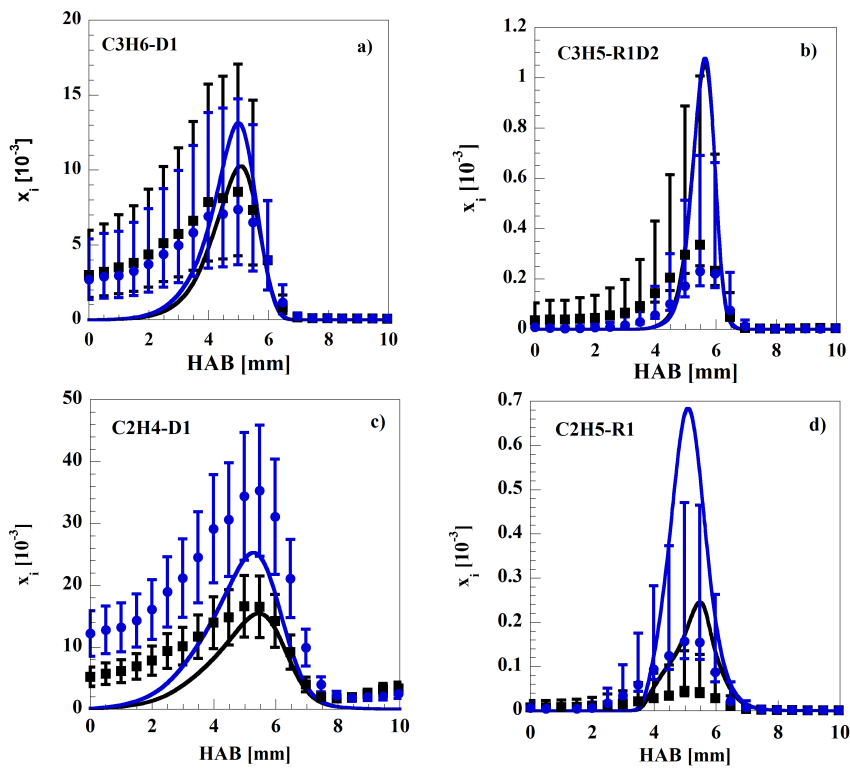 C3H6-D1
a)
20
15
10
5
0
x_i [10^-3]
0 2 4 6 8 10
HAB [mm]
C3H5-R1D2
b)
1.2
1
0.8
0.6
0.4
0.2
0
x_i [10^-3]
0 2 4 6 8 10
HAB [mm]
C2H4-D1
c)
50
40
30
20
10
0
x_i [10^-3]
0 2 4 6 8 10
HAB [mm]
C2H5-R1
d)
0.7
0.6
0.5
0.4
0.3
0.2
0.1
0
x_i [10^-3]
0 2 4 6 8 10
HAB [mm]